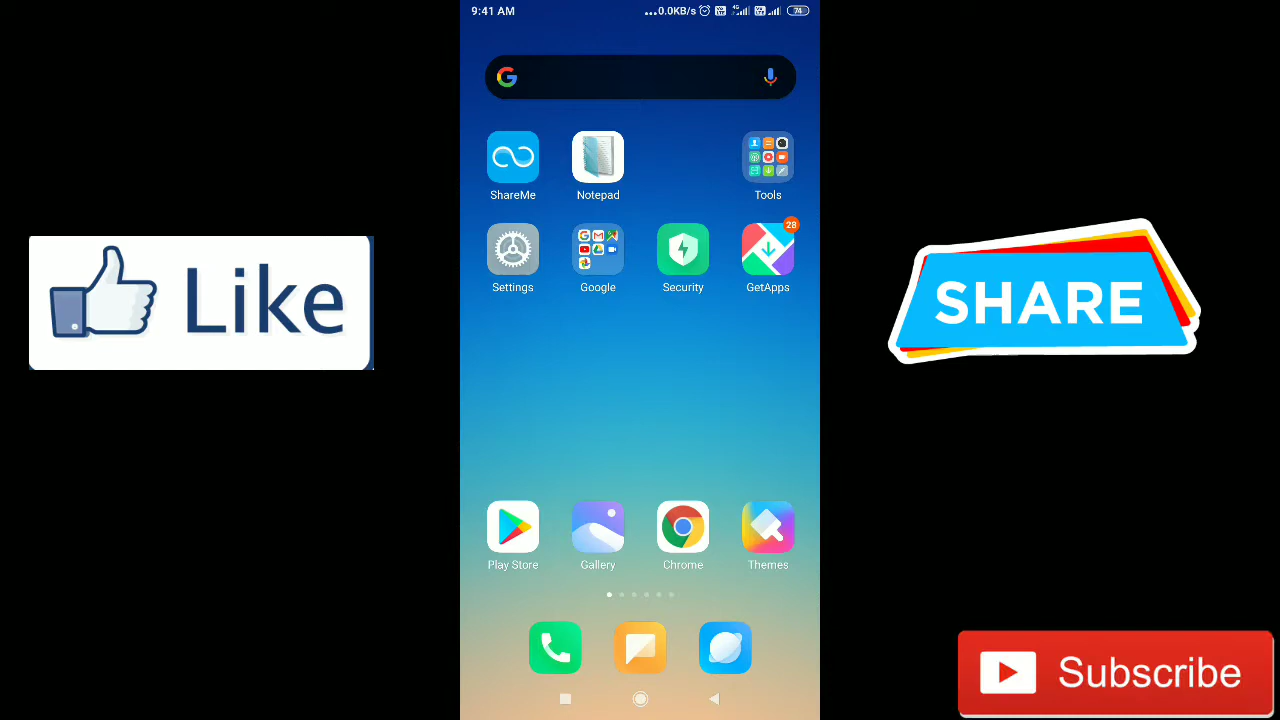 9:41 AM
...0.0KB/s
4G
74
ShareMe
Notepad
Tools
28
Settings
Google
Security
GetApps
Like
SHARE
Play Store
Gallery
Chrome
Themes
Subscribe